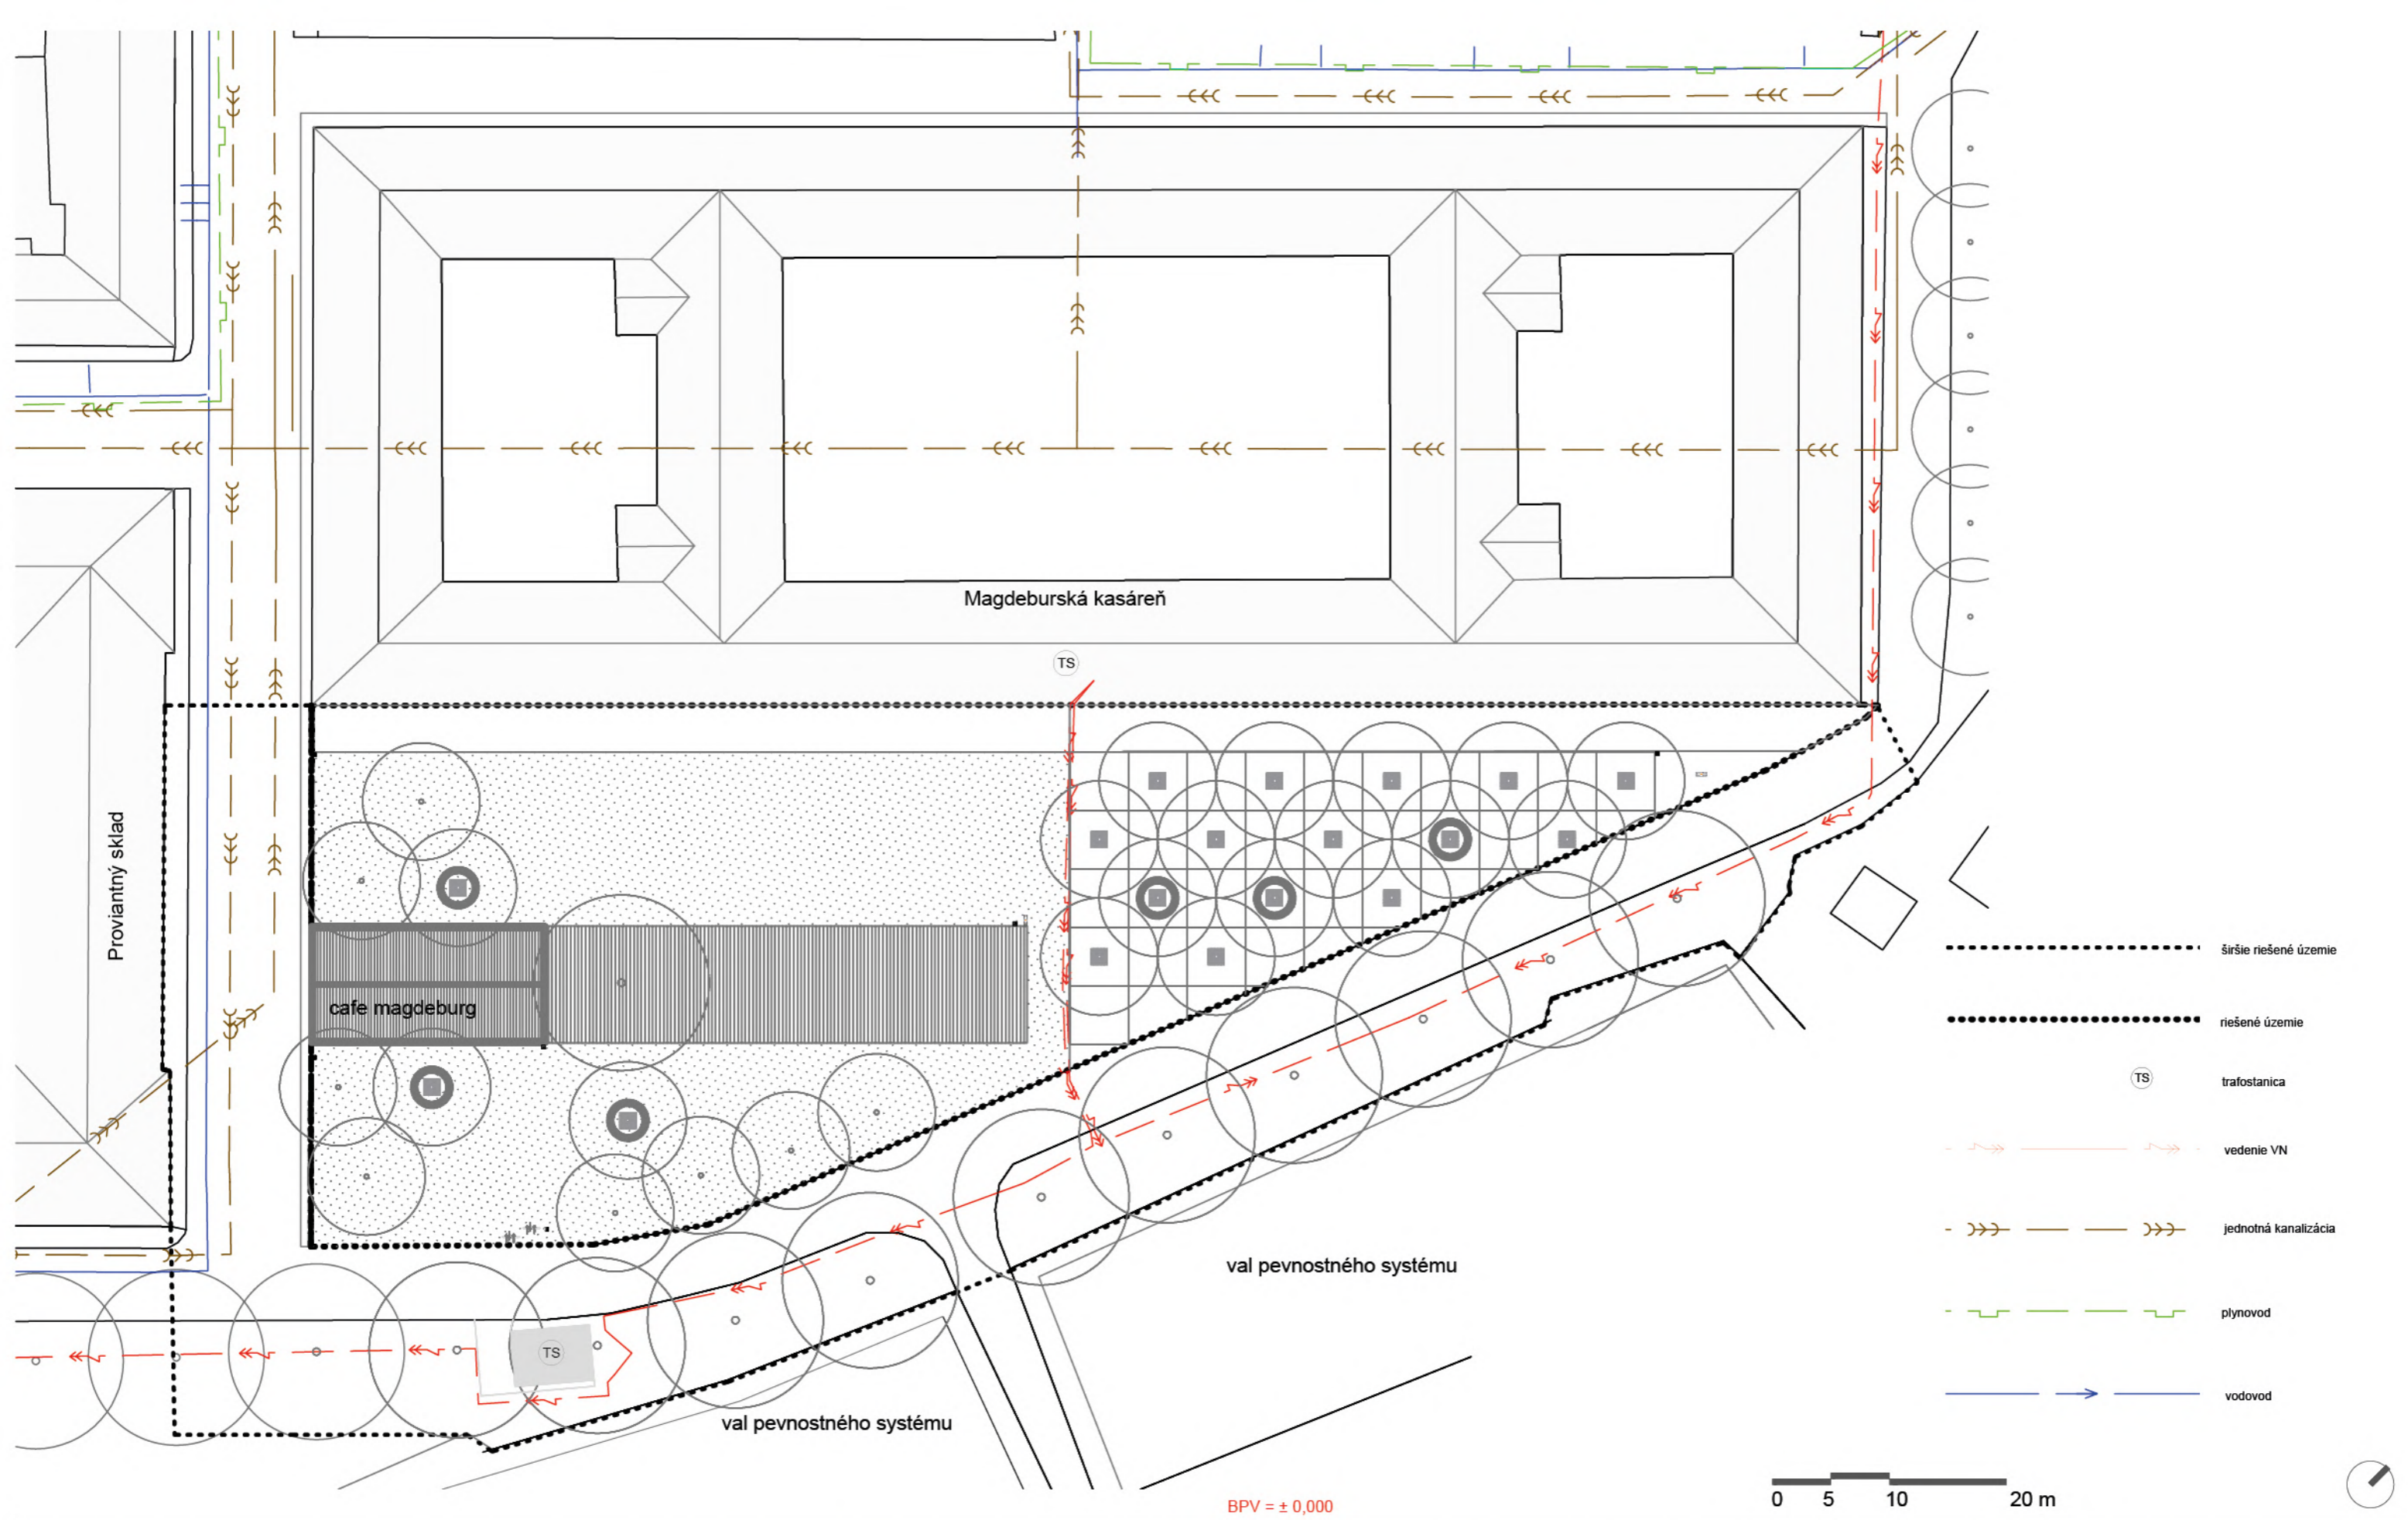 Magdeburská kasáreň
TS
Proviantný sklad
cafe magdeburg
TS
val pevnostného systému
val pevnostného systému
širšie riešené územie
riešené územie
TS
trafostanica
vedenie VN
jednotná kanalizácia
plynovod
vodovod
0 5 10 20 m
BPV = ± 0,000